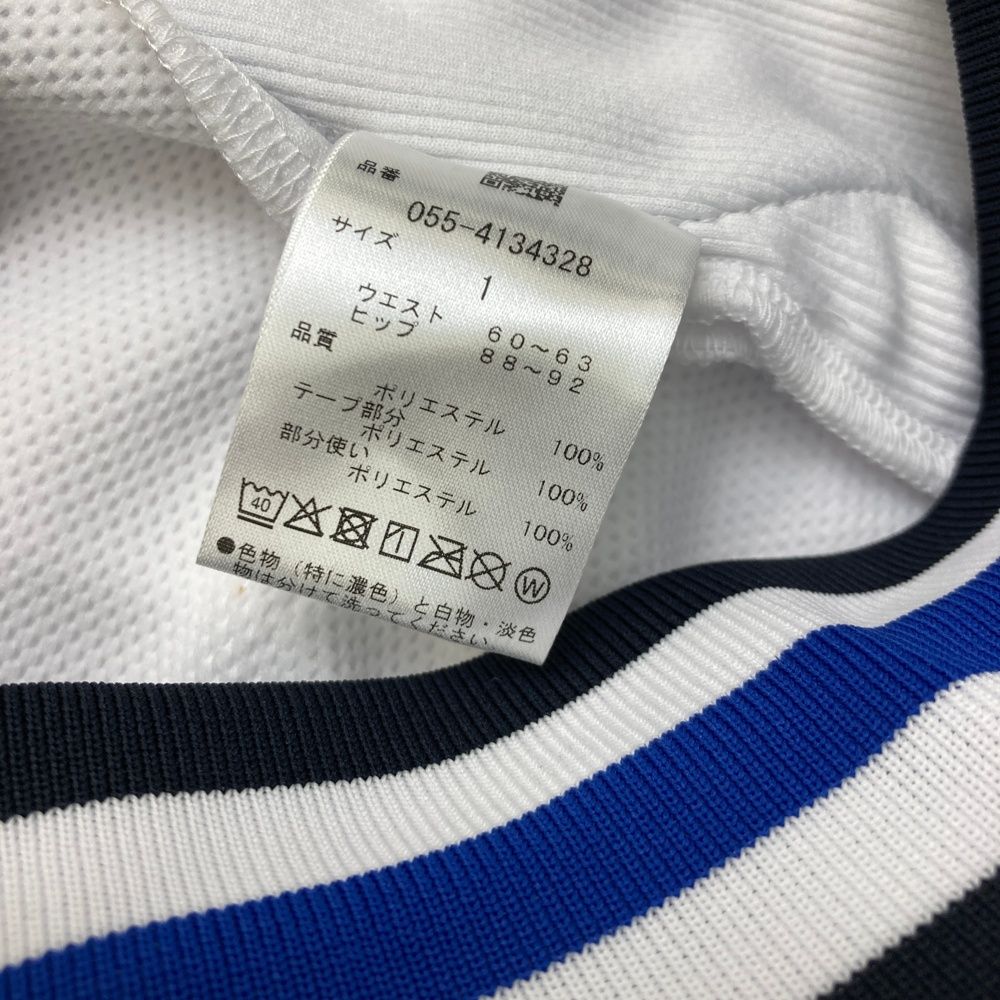 品番
055-4134328
サイズ
1
ウエスト 60〜63
ヒップ 88〜92
品質
ポリエステル 100%
テープ部分
ポリエステル 100%
部分使い
ポリエステル 100%
40
W
●色物(特に濃色)と白物・淡色
物は分けて洗ってください